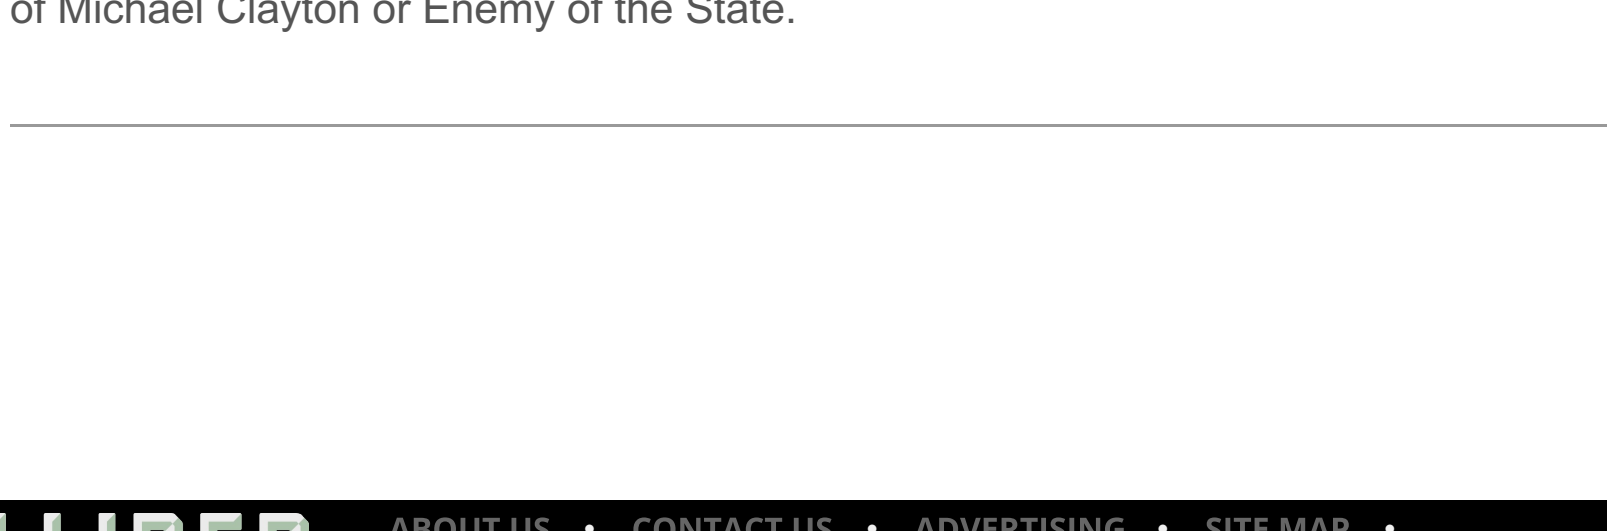 of Michael Clayton or Enemy of the State.
ABOUT US • CONTACT US • ADVERTISING • SITE MAP •